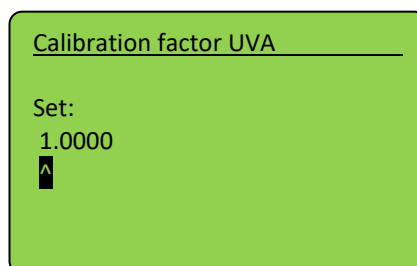 Calibration factor UVA
Set:
1.0000
^